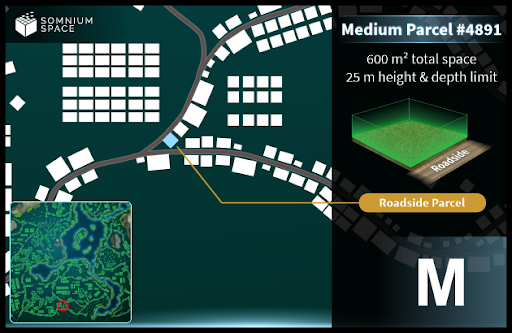 SOMNIUM
SPACE
Medium Parcel #4891
600 m² total space
25 m height & depth limit
Roadside
Roadside Parcel
M